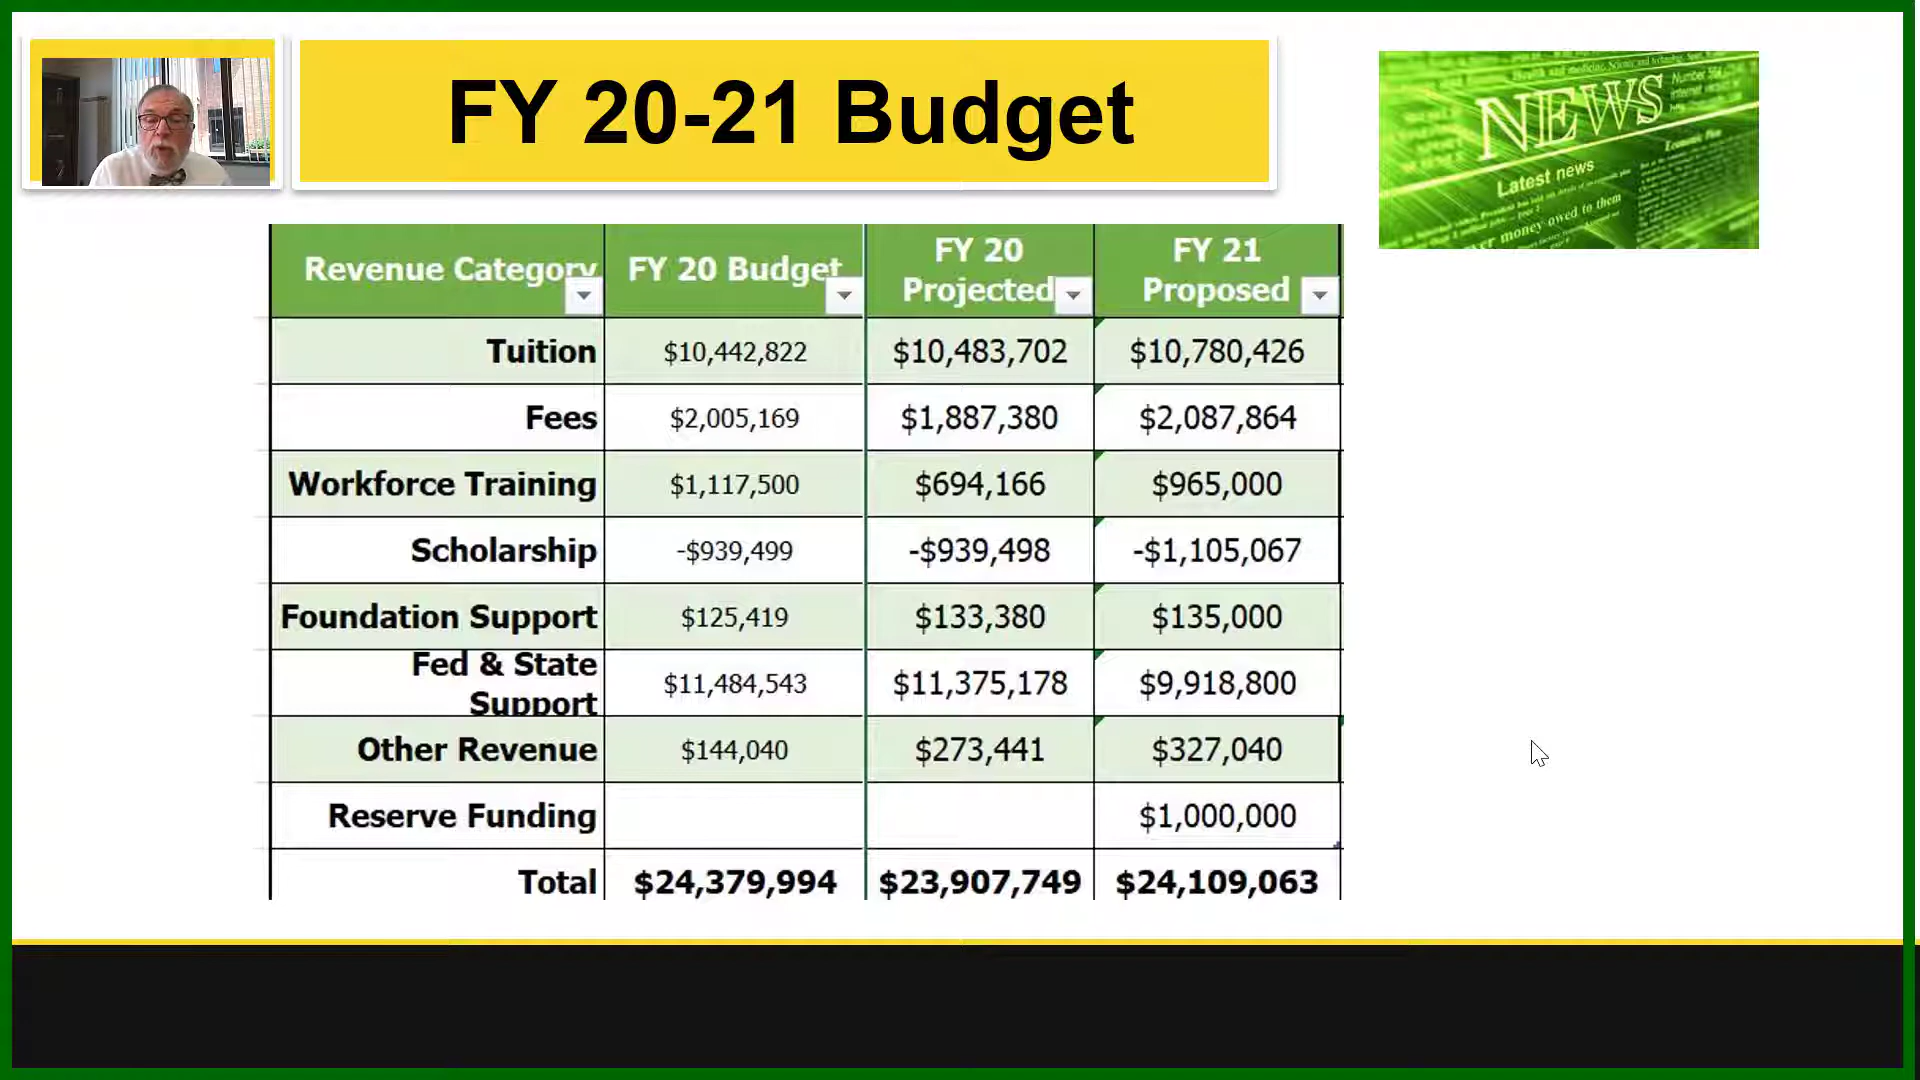 FY 20-21 Budget
NEWS
Latest news
money owed to them
Revenue Category FY 20 Budget FY 20 Projected FY 21 Proposed
Tuition $10,442,822 $10,483,702 $10,780,426
Fees $2,005,169 $1,887,380 $2,087,864
Workforce Training $1,117,500 $694,166 $965,000
Scholarship -$939,499 -$939,498 -$1,105,067
Foundation Support $125,419 $133,380 $135,000
Fed & State Support $11,484,543 $11,375,178 $9,918,800
Other Revenue $144,040 $273,441 $327,040
Reserve Funding $1,000,000
Total $24,379,994 $23,907,749 $24,109,063